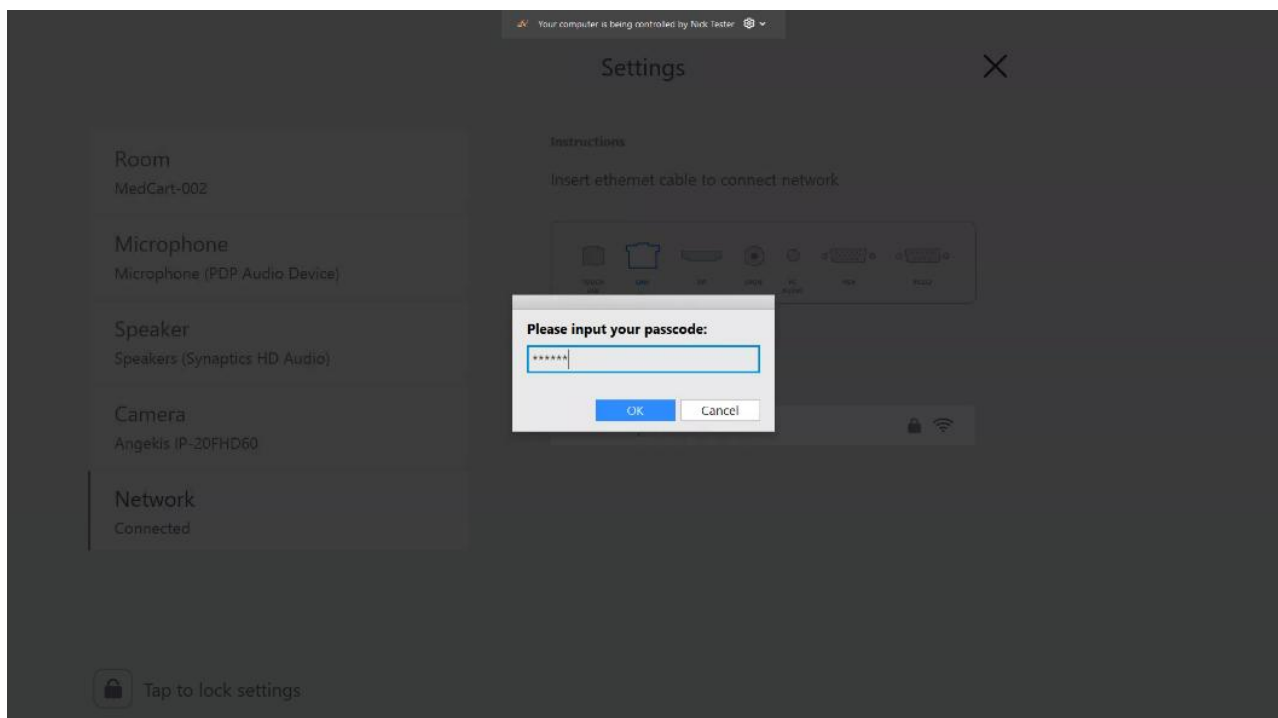 Your computer is being controlled by Nick Tester
Settings
Room
MedCart-002
Microphone
Microphone (PDP Audio Device)
Speaker
Speakers (Synaptics HD Audio)
Camera
Angekis IP-20FHD60
Network
Connected
Tap to lock settings
Instructions
Insert ethernet cable to connect network
Please input your passcode:
******
OK
Cancel